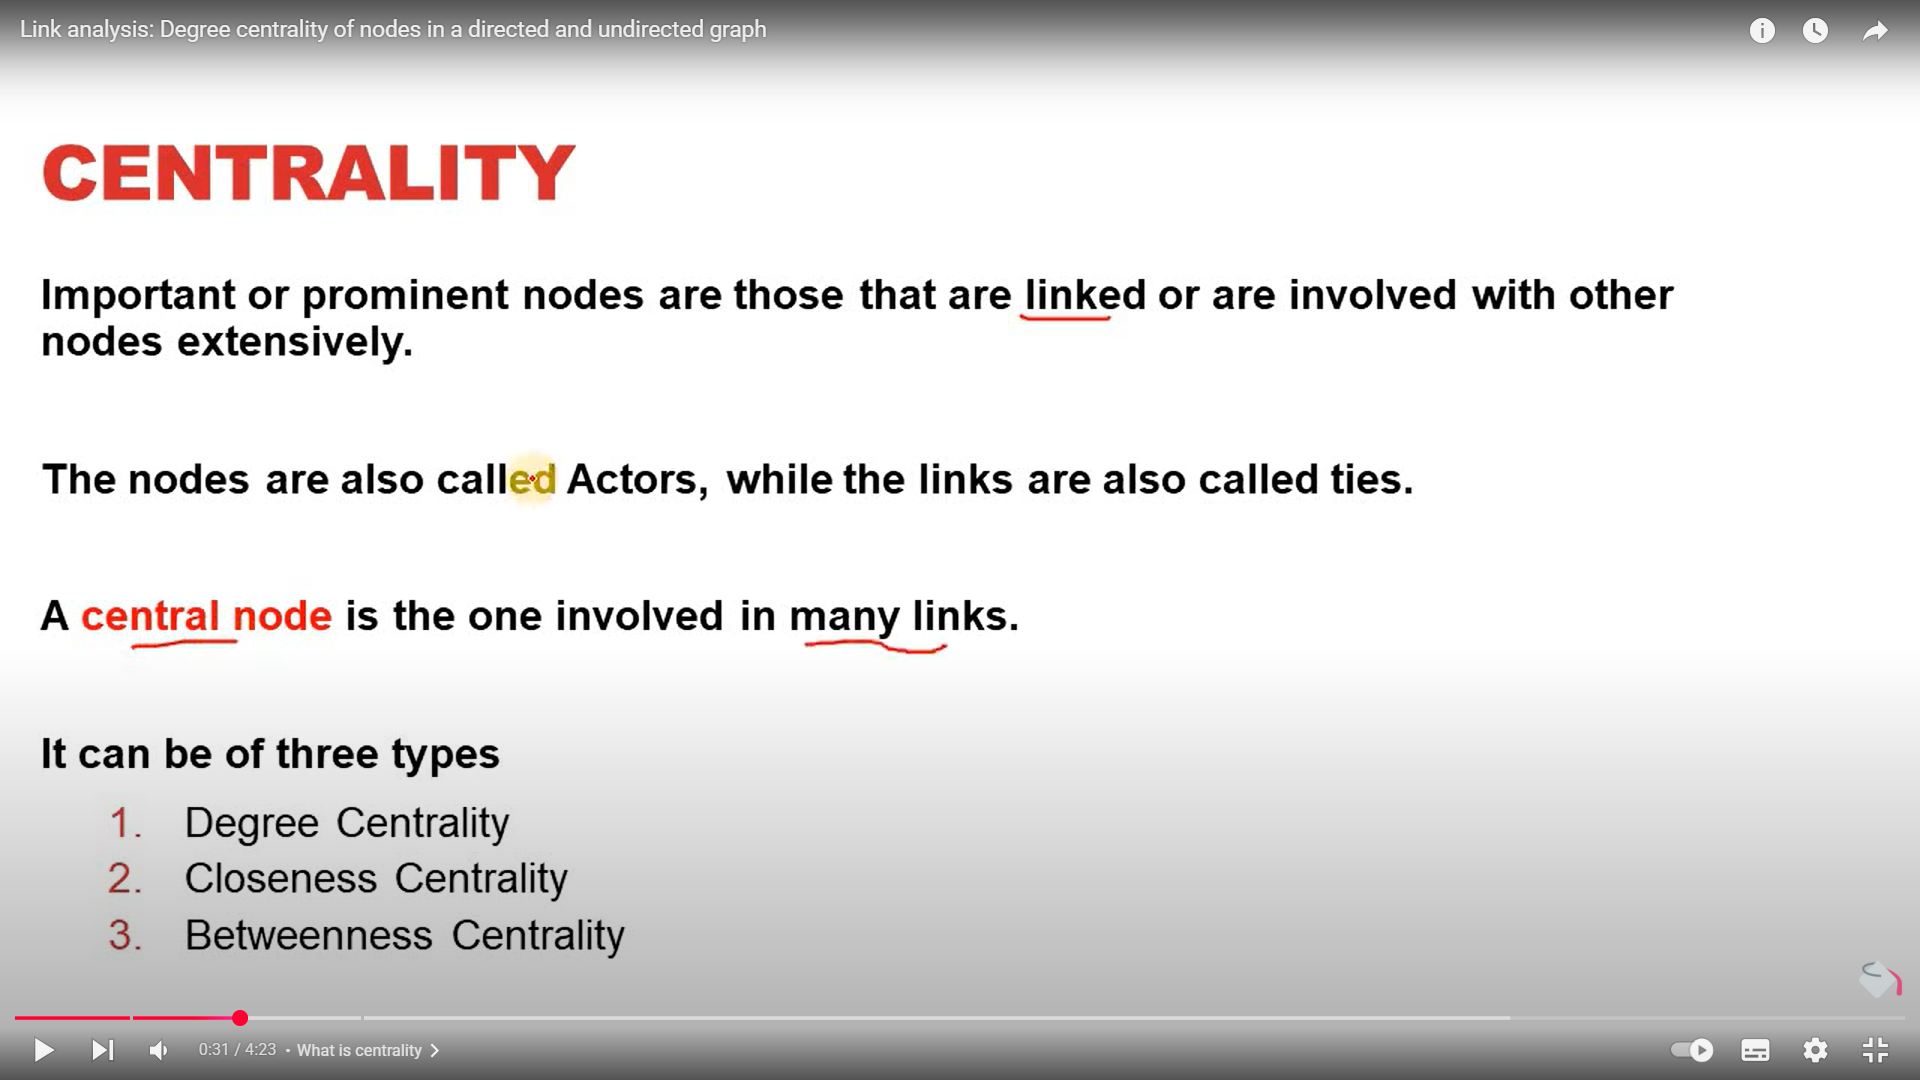 Link analysis: Degree centrality of nodes in a directed and undirected graph
CENTRALITY
Important or prominent nodes are those that are linked or are involved with other
nodes extensively.
The nodes are also called Actors, while the links are also called ties.
A central node is the one involved in many links.
It can be of three types
1. Degree Centrality
2. Closeness Centrality
3. Betweenness Centrality
0:31 / 4:23 • What is centrality